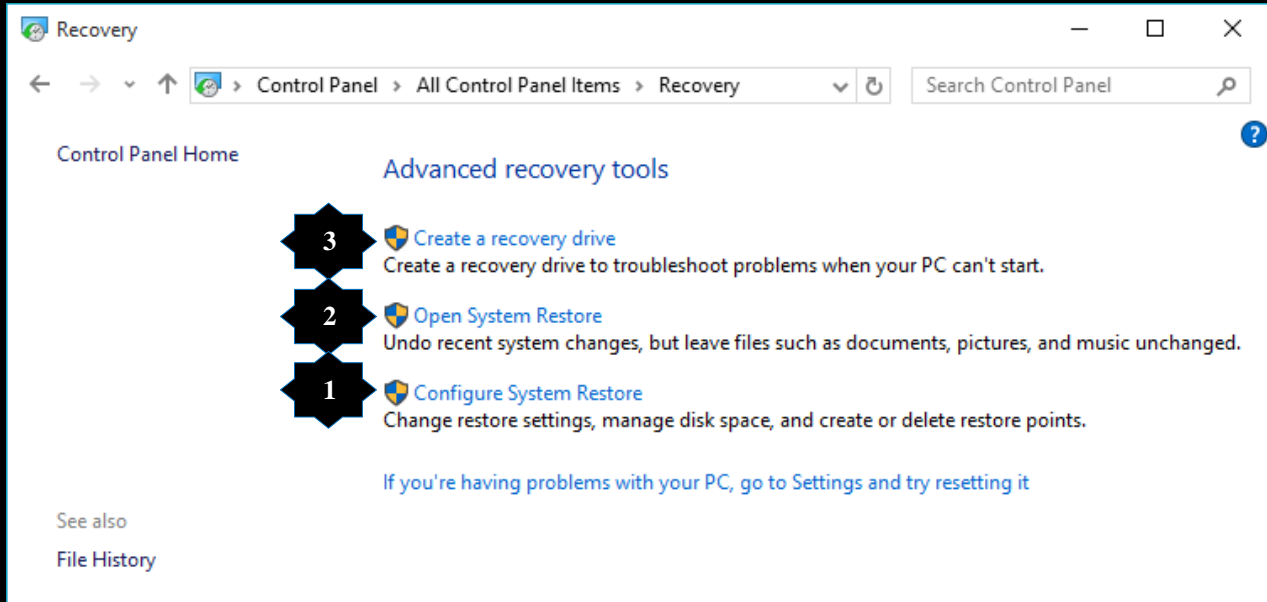 Recovery
Control Panel > All Control Panel Items > Recovery
Search Control Panel
?
Control Panel Home
Advanced recovery tools
3
Create a recovery drive
Create a recovery drive to troubleshoot problems when your PC can't start.
2
Open System Restore
Undo recent system changes, but leave files such as documents, pictures, and music unchanged.
1
Configure System Restore
Change restore settings, manage disk space, and create or delete restore points.
If you're having problems with your PC, go to Settings and try resetting it
See also
File History